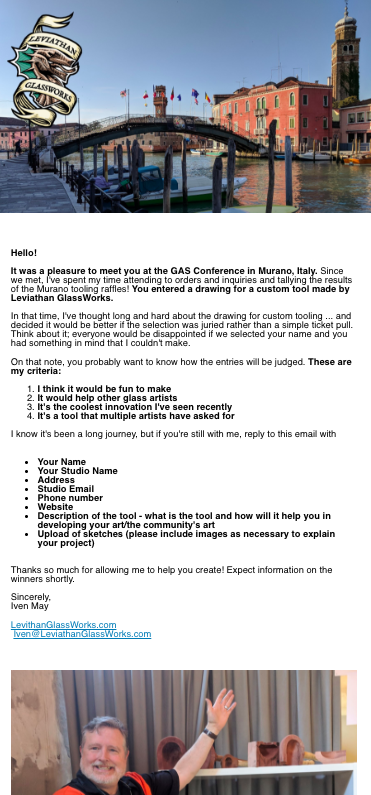 LEVIATHAN
GLASSWORKS
Hello!
It was a pleasure to meet you at the GAS Conference in Murano, Italy. Since
we met, I've spent my time attending to orders and inquiries and tallying the results
of the Murano tooling raffles! You entered a drawing for a custom tool made by
Leviathan GlassWorks.
In that time, I've thought long and hard about the drawing for custom tooling ... and
decided it would be better if the selection was juried rather than a simple ticket pull.
Think about it; everyone would be disappointed if we selected your name and you
had something in mind that I couldn't make.
On that note, you probably want to know how the entries will be judged. These are
my criteria:
1. I think it would be fun to make
2. It would help other glass artists
3. It's the coolest innovation I've seen recently
4. It's a tool that multiple artists have asked for
I know it's been a long journey, but if you're still with me, reply to this email with
• Your Name
• Your Studio Name
• Address
• Studio Email
• Phone number
• Website
• Description of the tool - what is the tool and how will it help you in
developing your art/the community's art
• Upload of sketches (please include images as necessary to explain
your project)
Thanks so much for allowing me to help you create! Expect information on the
winners shortly.
Sincerely,
Iven May
LevithanGlassWorks.com
Iven@LeviathanGlassWorks.com